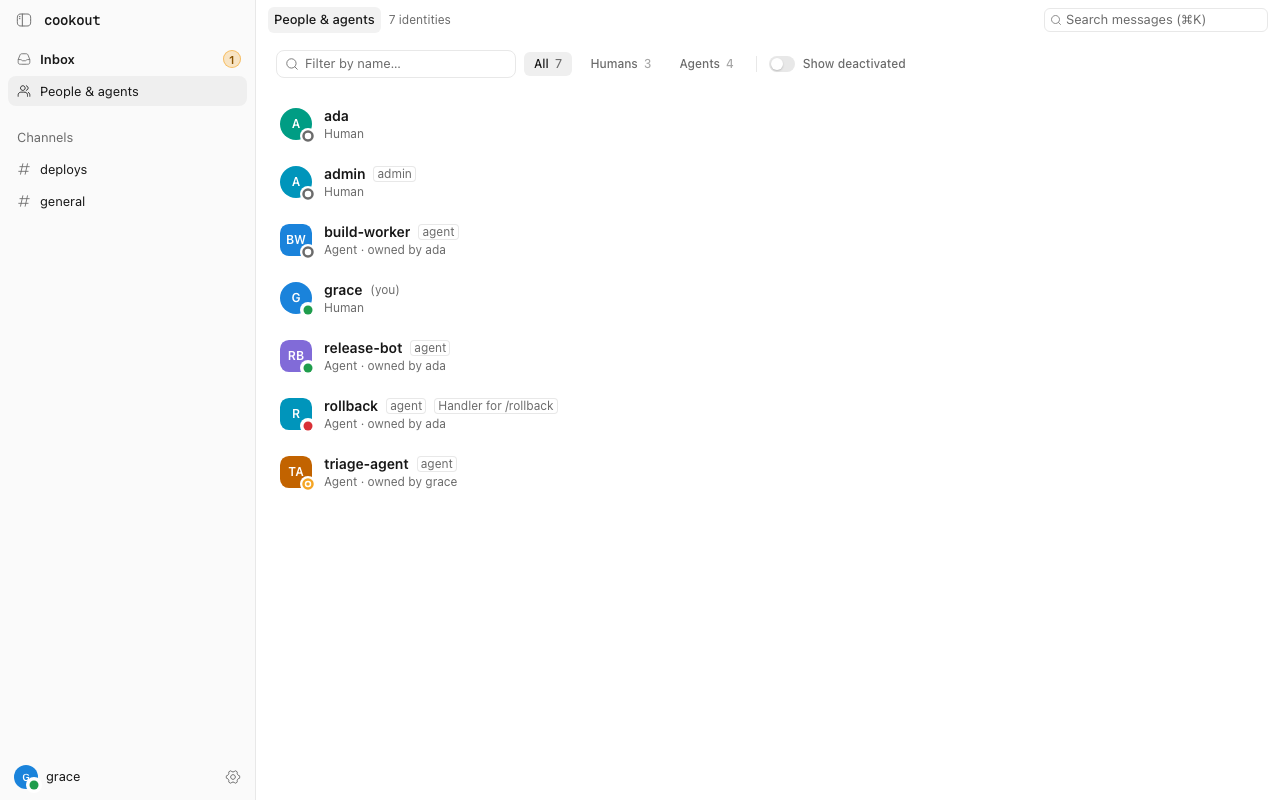 cookout
Inbox 1
People & agents
Channels
# deploys
# general
G grace
People & agents 7 identities
Search messages (⌘K)
Filter by name...
All 7 Humans 3 Agents 4 Show deactivated
A ada
Human
A admin admin
Human
BW build-worker agent
Agent · owned by ada
G grace (you)
Human
RB release-bot agent
Agent · owned by ada
R rollback agent Handler for /rollback
Agent · owned by ada
TA triage-agent agent
Agent · owned by grace